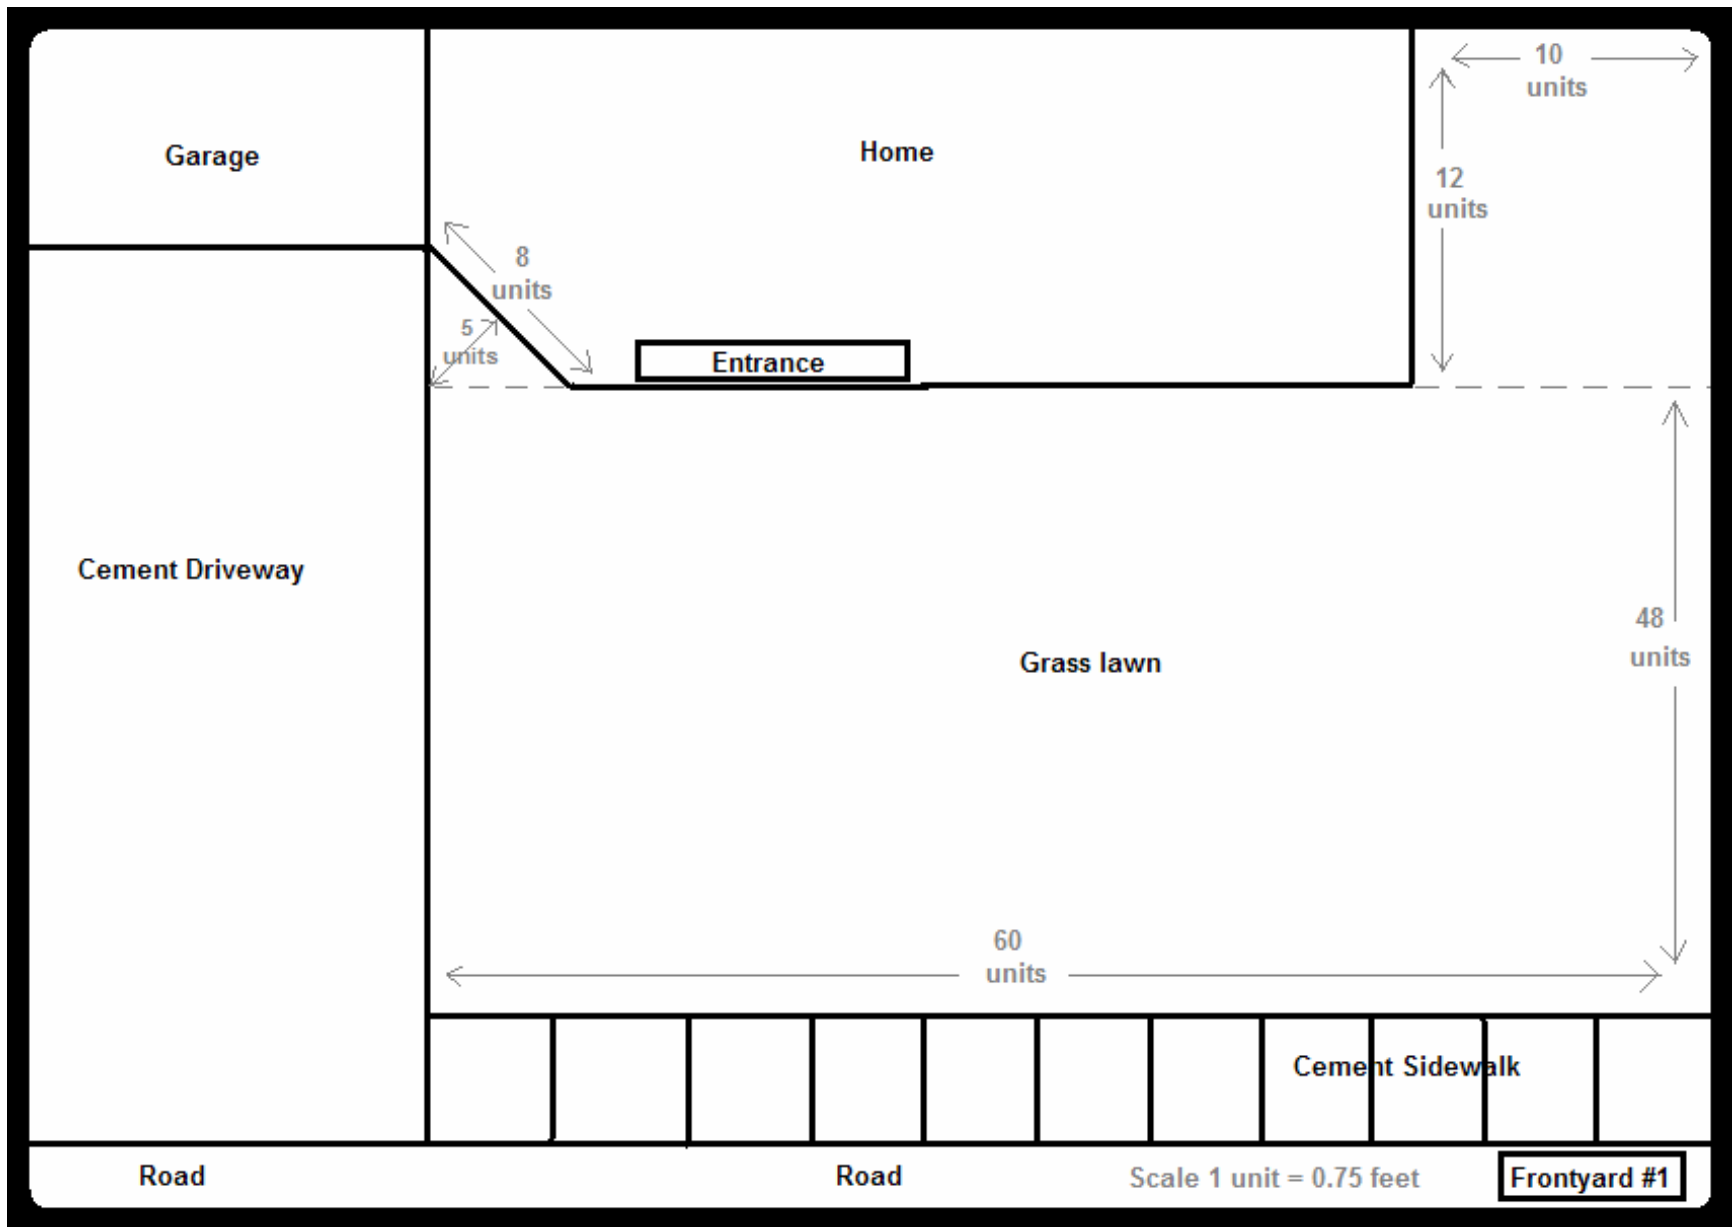 10
units
Garage
Home
12
units
8
units
5
units
Entrance
Cement Driveway
48
units
Grass lawn
60
units
Cement Sidewalk
Road
Road
Scale 1 unit = 0.75 feet
Frontyard #1